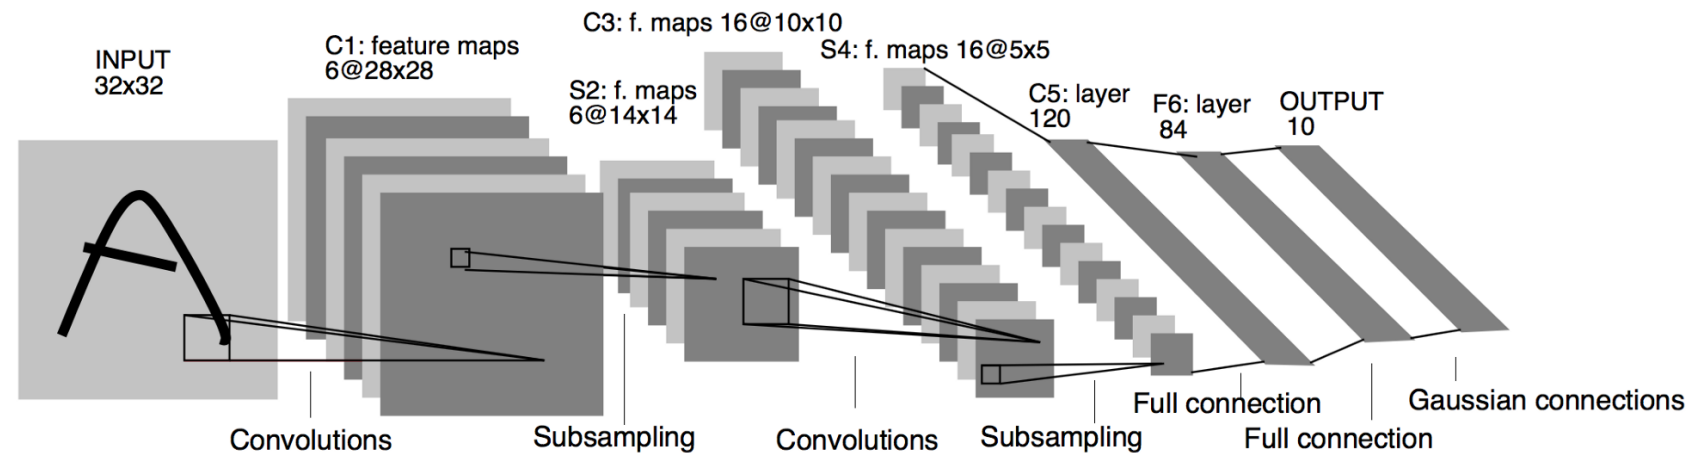 INPUT
32x32
C1: feature maps
6@28x28
S2: f. maps
6@14x14
C3: f. maps 16@10x10
S4: f. maps 16@5x5
C5: layer
120
F6: layer
84
OUTPUT
10
Convolutions
Subsampling
Convolutions
Subsampling
Full connection
Full connection
Gaussian connections